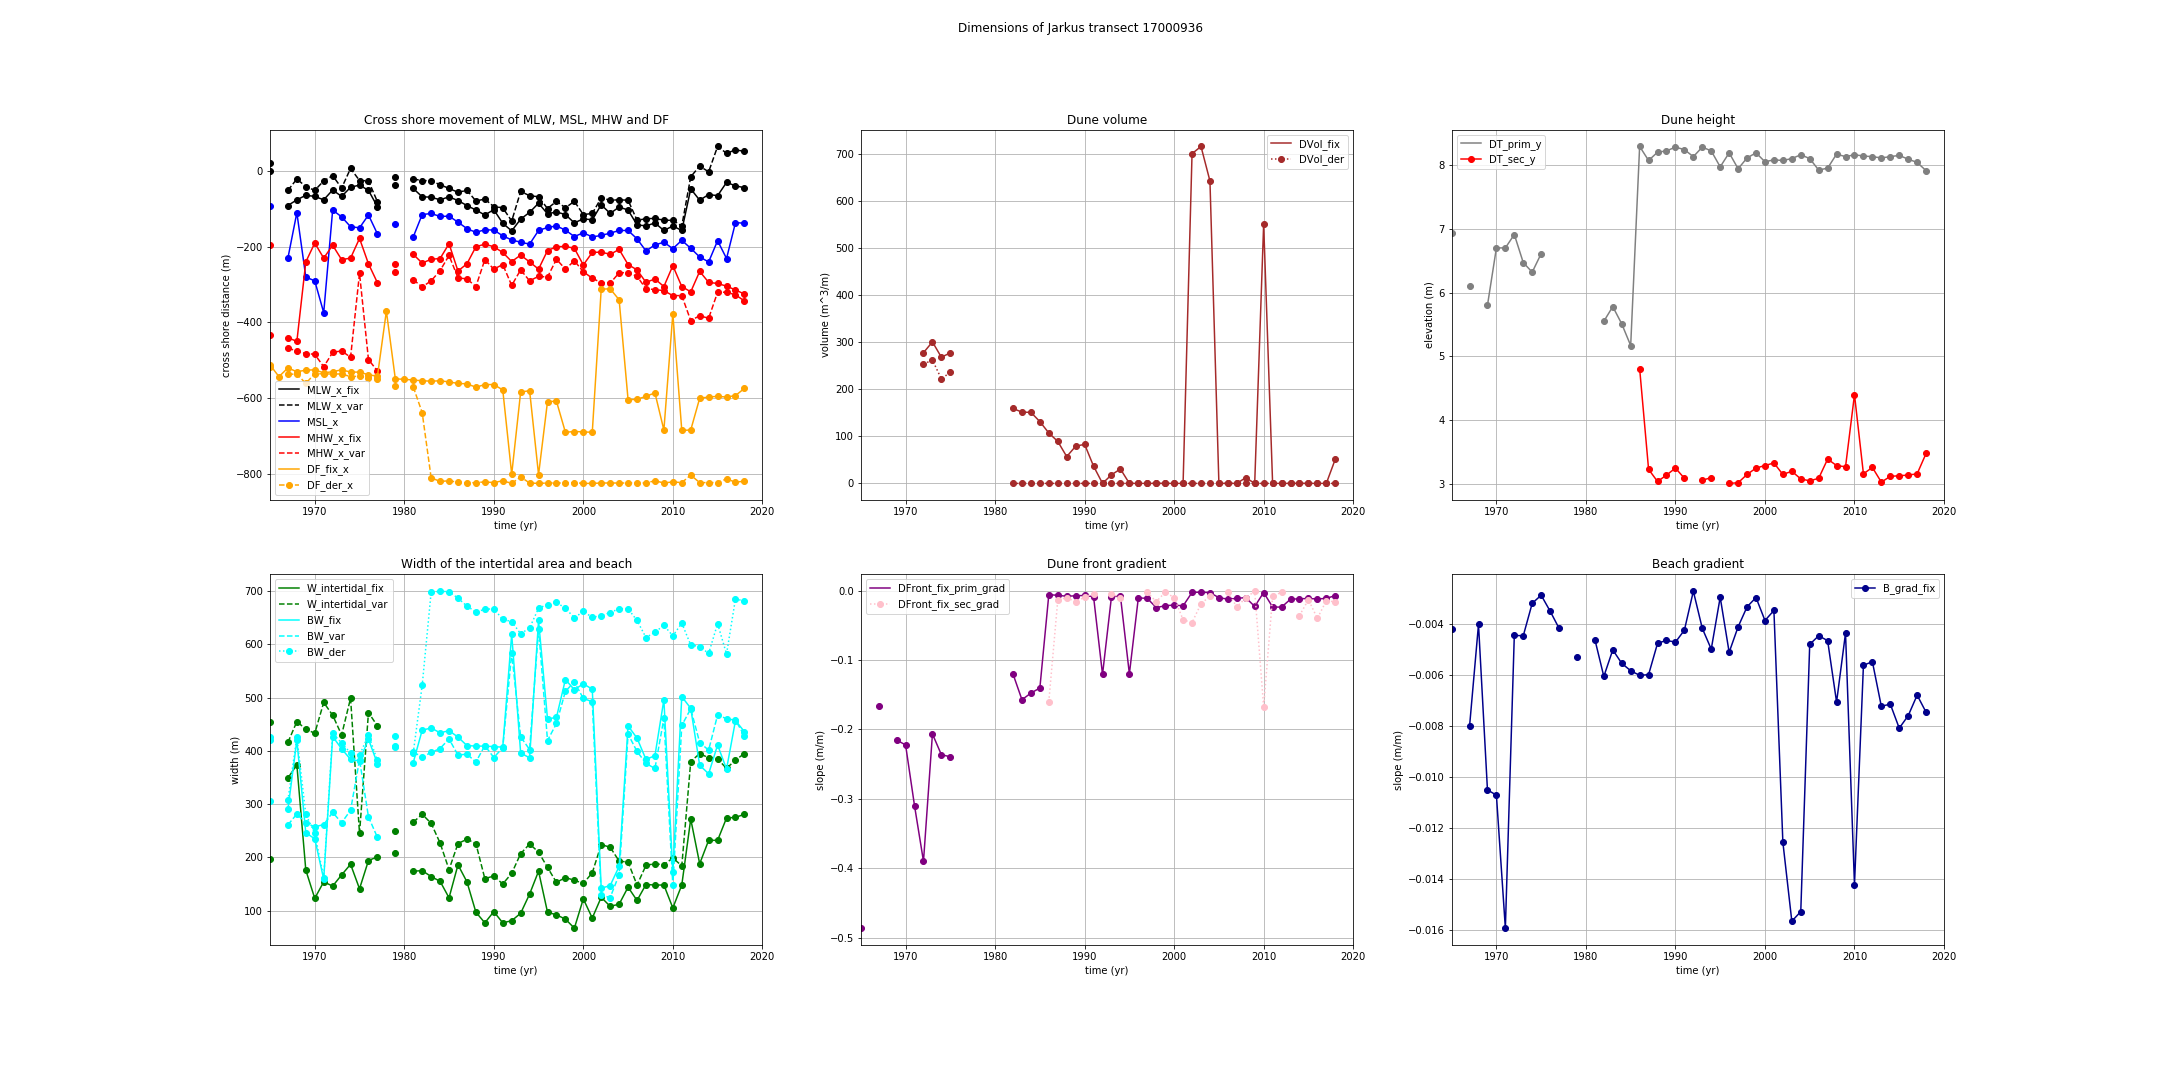 Dimensions of Jarkus transect 17000936
Cross shore movement of MLW, MSL, MHW and DF
cross shore distance (m)
0
−200
−400
−600
−800
MLW_x_fix
MLW_x_var
MSL_x
MHW_x_fix
MHW_x_var
DF_fix_x
DF_der_x
1970 1980 1990 2000 2010 2020
time (yr)
Dune volume
volume (m^3/m)
700
600
500
400
300
200
100
0
DVol_fix
DVol_der
1970 1980 1990 2000 2010 2020
time (yr)
Dune height
elevation (m)
8
7
6
5
4
3
DT_prim_y
DT_sec_y
1970 1980 1990 2000 2010 2020
time (yr)
Width of the intertidal area and beach
width (m)
700
600
500
400
300
200
100
W_intertidal_fix
W_intertidal_var
BW_fix
BW_var
BW_der
1970 1980 1990 2000 2010 2020
time (yr)
Dune front gradient
slope (m/m)
0.0
−0.1
−0.2
−0.3
−0.4
−0.5
DFront_fix_prim_grad
DFront_fix_sec_grad
1970 1980 1990 2000 2010 2020
time (yr)
Beach gradient
slope (m/m)
−0.004
−0.006
−0.008
−0.010
−0.012
−0.014
−0.016
B_grad_fix
1970 1980 1990 2000 2010 2020
time (yr)